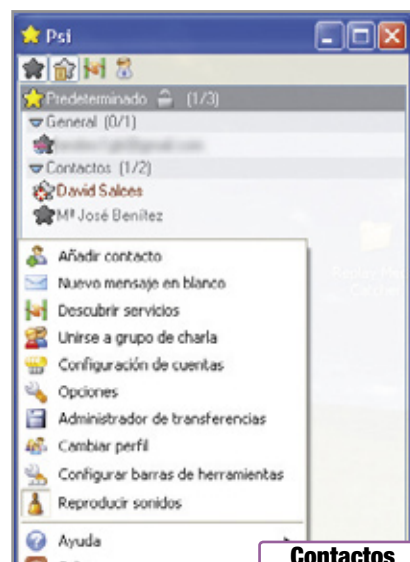 Psi
Predeterminado (1/3)
General (0/1)
Contactos (1/2)
David Salces
Mª José Benítez
Añadir contacto
Nuevo mensaje en blanco
Descubrir servicios
Unirse a grupo de charla
Configuración de cuentas
Opciones
Administrador de transferencias
Cambiar perfil
Configurar barras de herramientas
Reproducir sonidos
Ayuda
Contactos